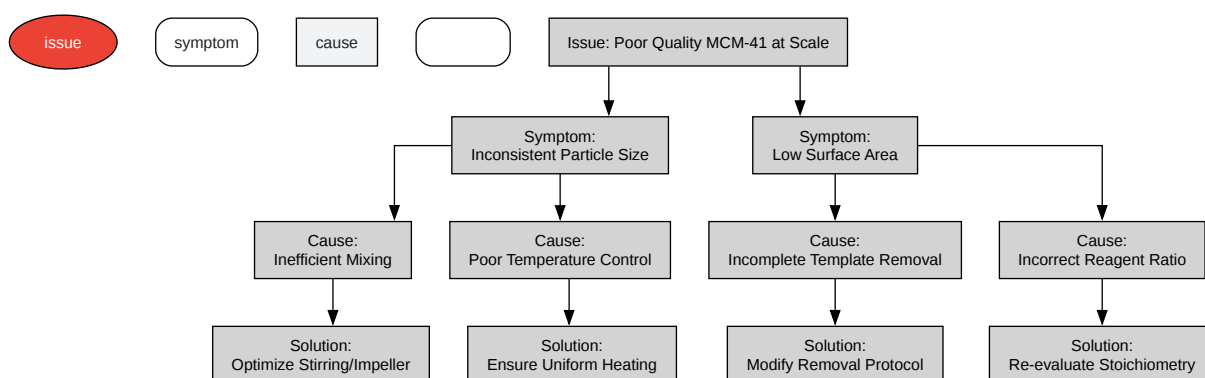 issue
symptom
cause
Issue: Poor Quality MCM-41 at Scale
Symptom:
Inconsistent Particle Size
Symptom:
Low Surface Area
Cause:
Inefficient Mixing
Cause:
Poor Temperature Control
Cause:
Incomplete Template Removal
Cause:
Incorrect Reagent Ratio
Solution:
Optimize Stirring/Impeller
Solution:
Ensure Uniform Heating
Solution:
Modify Removal Protocol
Solution:
Re-evaluate Stoichiometry